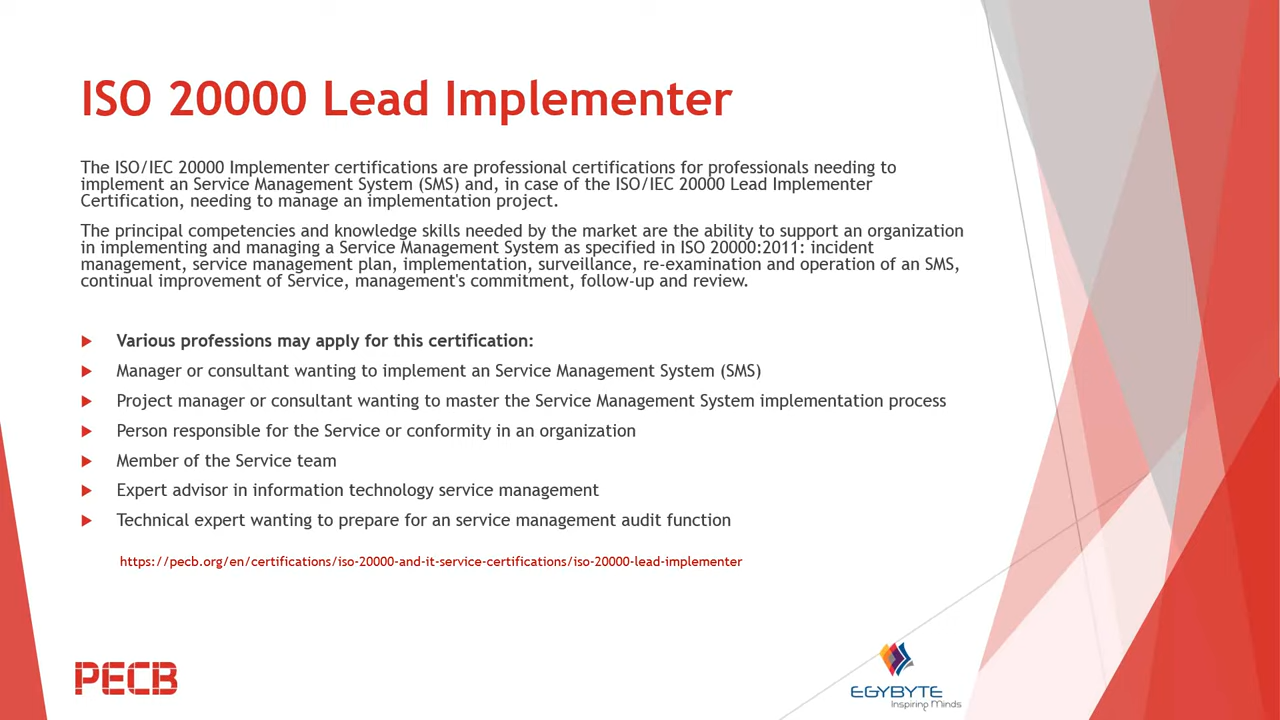 ISO 20000 Lead Implementer
The ISO/IEC 20000 Implementer certifications are professional certifications for professionals needing to
implement an Service Management System (SMS) and, in case of the ISO/IEC 20000 Lead Implementer
Certification, needing to manage an implementation project.
The principal competencies and knowledge skills needed by the market are the ability to support an organization
in implementing and managing a Service Management System as specified in ISO 20000:2011: incident
management, service management plan, implementation, surveillance, re-examination and operation of an SMS,
continual improvement of Service, management's commitment, follow-up and review.
Various professions may apply for this certification:
Manager or consultant wanting to implement an Service Management System (SMS)
Project manager or consultant wanting to master the Service Management System implementation process
Person responsible for the Service or conformity in an organization
Member of the Service team
Expert advisor in information technology service management
Technical expert wanting to prepare for an service management audit function
https://pecb.org/en/certifications/iso-20000-and-it-service-certifications/iso-20000-lead-implementer
PECB
EGYBYTE
Inspiring Minds